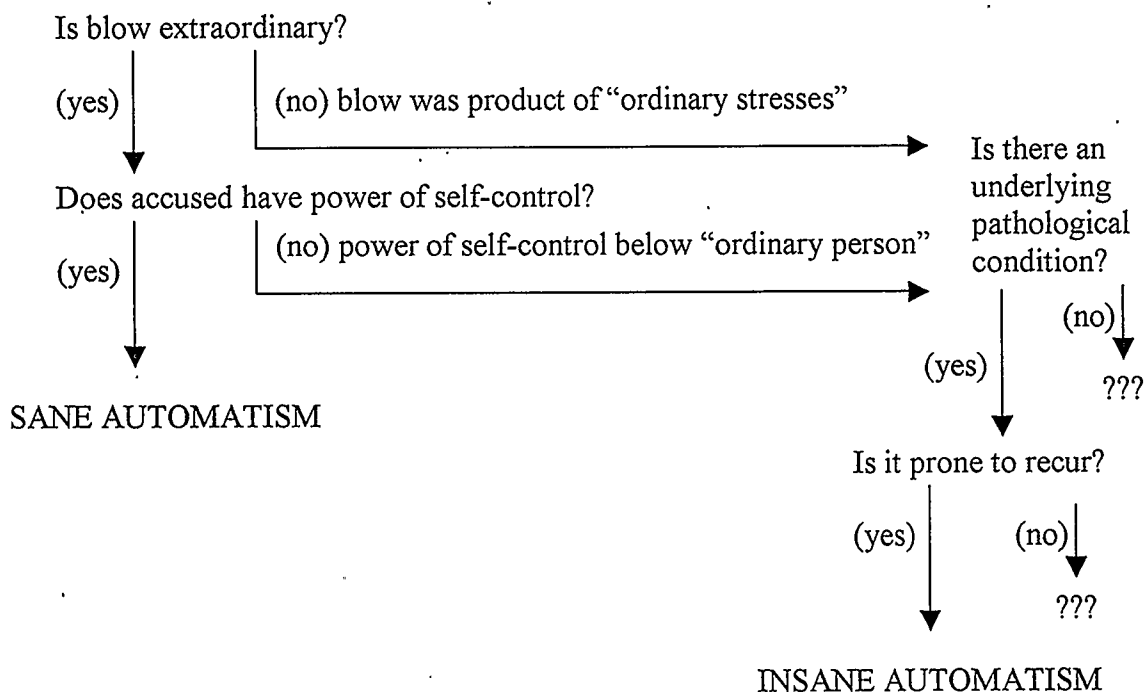 Is blow extraordinary?
(yes)
(no) blow was product of “ordinary stresses”
Does accused have power of self-control?
(yes)
(no) power of self-control below “ordinary person”
SANE AUTOMATISM
Is there an
underlying
pathological
condition?
(yes)
(no)
???
Is it prone to recur?
(yes)
(no)
???
INSANE AUTOMATISM